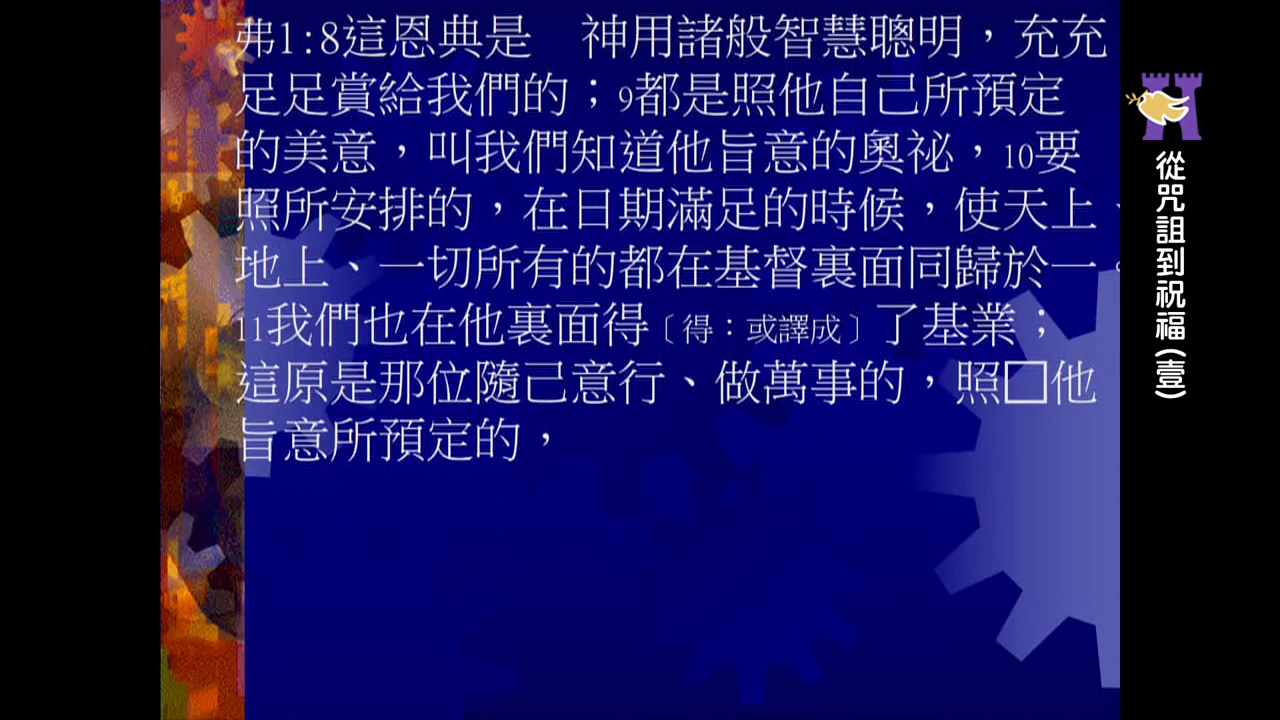 弗1:8這恩典是　神用諸般智慧聰明，充充
足足賞給我們的；9都是照他自己所預定
的美意，叫我們知道他旨意的奧祕，10要
照所安排的，在日期滿足的時候，使天上、
地上、一切所有的都在基督裏面同歸於一。
11我們也在他裏面得〔得：或譯成〕了基業；
這原是那位隨己意行、做萬事的，照□他
旨意所預定的，
從咒詛到祝福(壹)